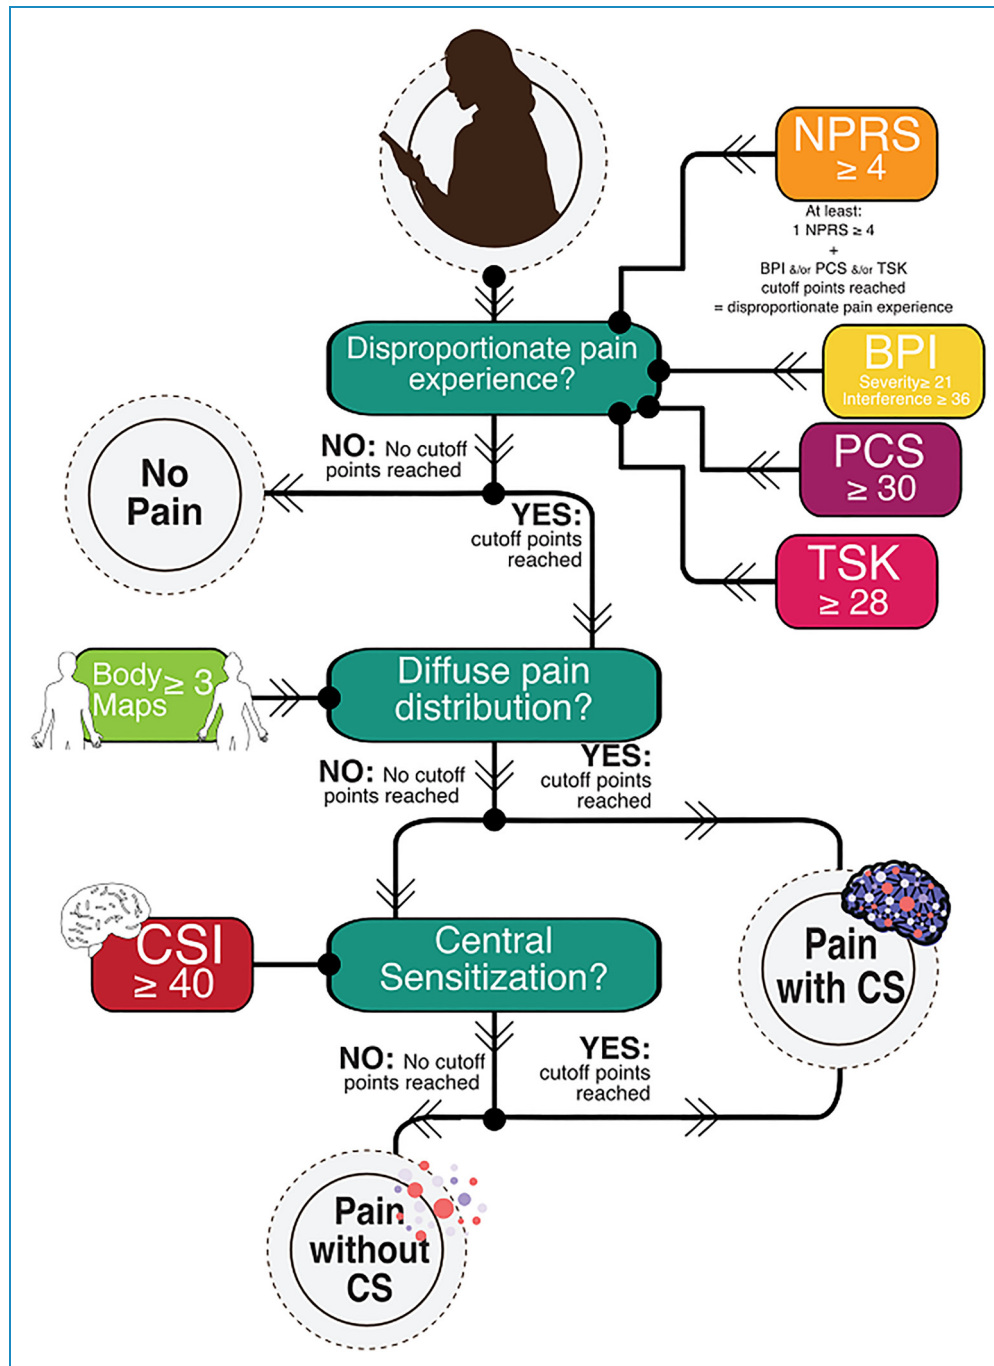 NPRS
≥ 4
At least:
1 NPRS ≥ 4
+
BPI &/or PCS &/or TSK
cutoff points reached
= disproportionate pain experience
Disproportionate pain
experience?
BPI
Severity≥ 21
Interference ≥ 36
PCS
≥ 30
TSK
≥ 28
NO: No cutoff
points reached
No
Pain
YES:
cutoff points
reached
Body
Maps
≥ 3
Diffuse pain
distribution?
NO: No cutoff
points reached
YES:
cutoff points
reached
CSI
≥ 40
Central
Sensitization?
Pain
with CS
NO: No cutoff
points reached
YES:
cutoff points
reached
Pain
without
CS